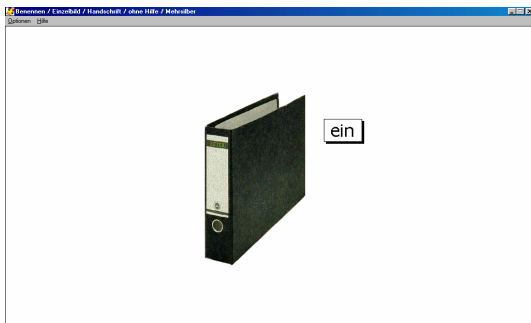 Benennen / Einzelbild / Handschrift / ohne Hilfe / Mehrsilber
Optionen Hilfe
ein